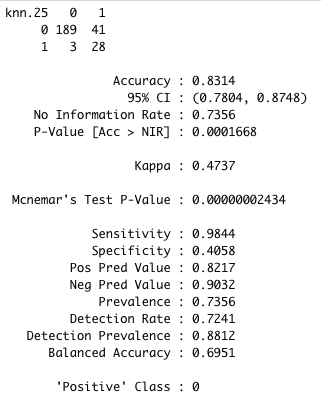 knn.25 0 1
0 189 41
1 3 28
Accuracy : 0.8314
95% CI : (0.7804, 0.8748)
No Information Rate : 0.7356
P-Value [Acc > NIR] : 0.0001668
Kappa : 0.4737
Mcnemar's Test P-Value : 0.00000002434
Sensitivity : 0.9844
Specificity : 0.4058
Pos Pred Value : 0.8217
Neg Pred Value : 0.9032
Prevalence : 0.7356
Detection Rate : 0.7241
Detection Prevalence : 0.8812
Balanced Accuracy : 0.6951
'Positive' Class : 0